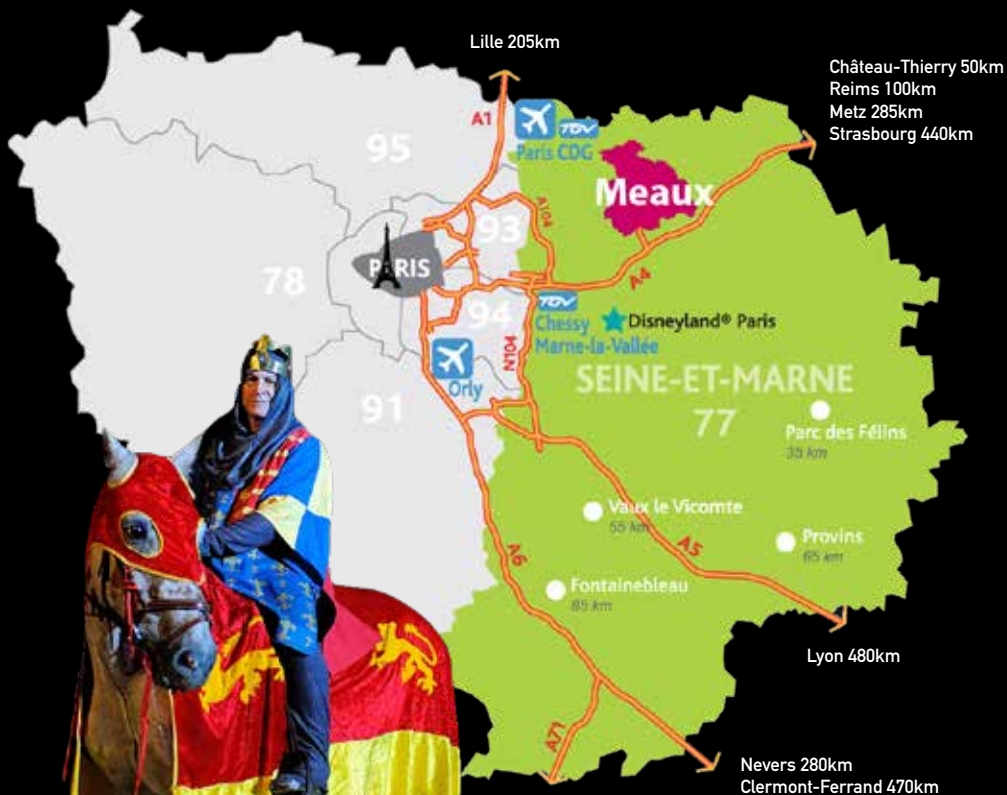 Lille 205km
Château-Thierry 50km
Reims 100km
Metz 285km
Strasbourg 440km
A1
TGV
Paris CDG
95
Meaux
A104
93
PARIS
78
A4
94
TGV
Chessy
Marne-la-Vallée
Disneyland® Paris
N104
Orly
SEINE-ET-MARNE
77
91
Parc des Félins
35 km
Vaux le Vicomte
55 km
A5
Provins
65 km
A6
Fontainebleau
85 km
Lyon 480km
A71
Nevers 280km
Clermont-Ferrand 470km